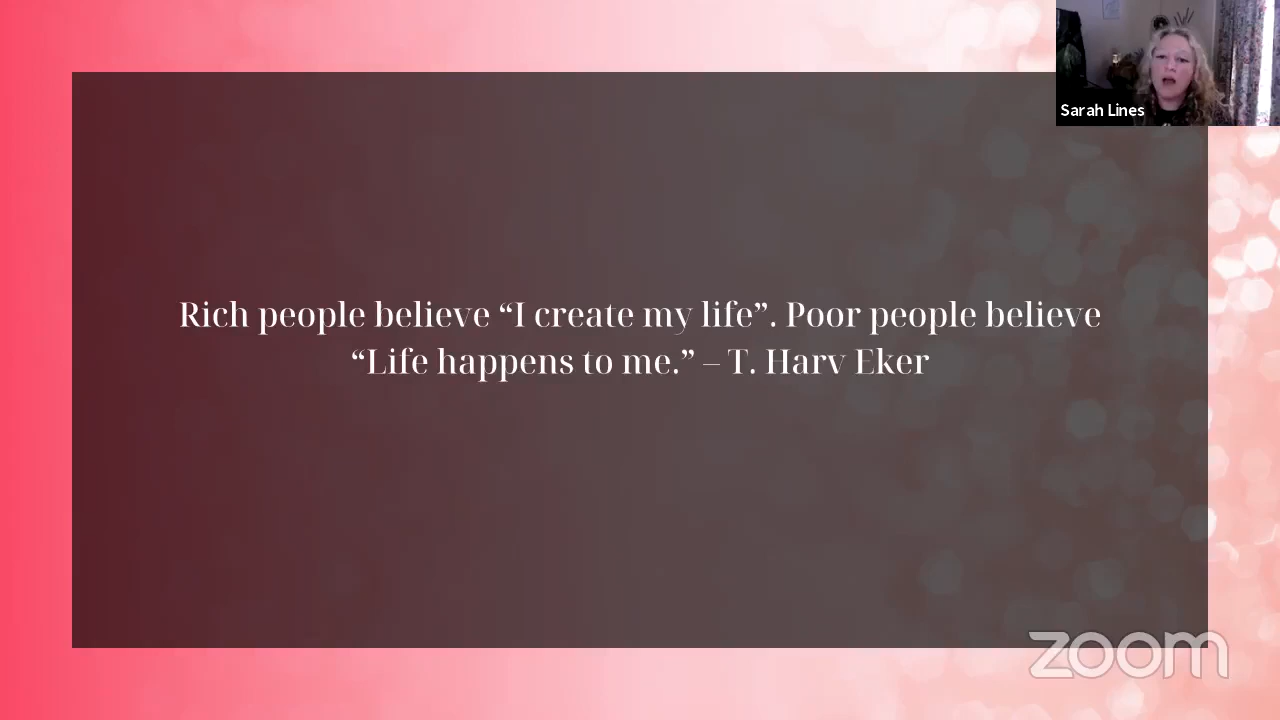 Sarah Lines
Rich people believe “I create my life”. Poor people believe
“Life happens to me.” – T. Harv Eker
zoom